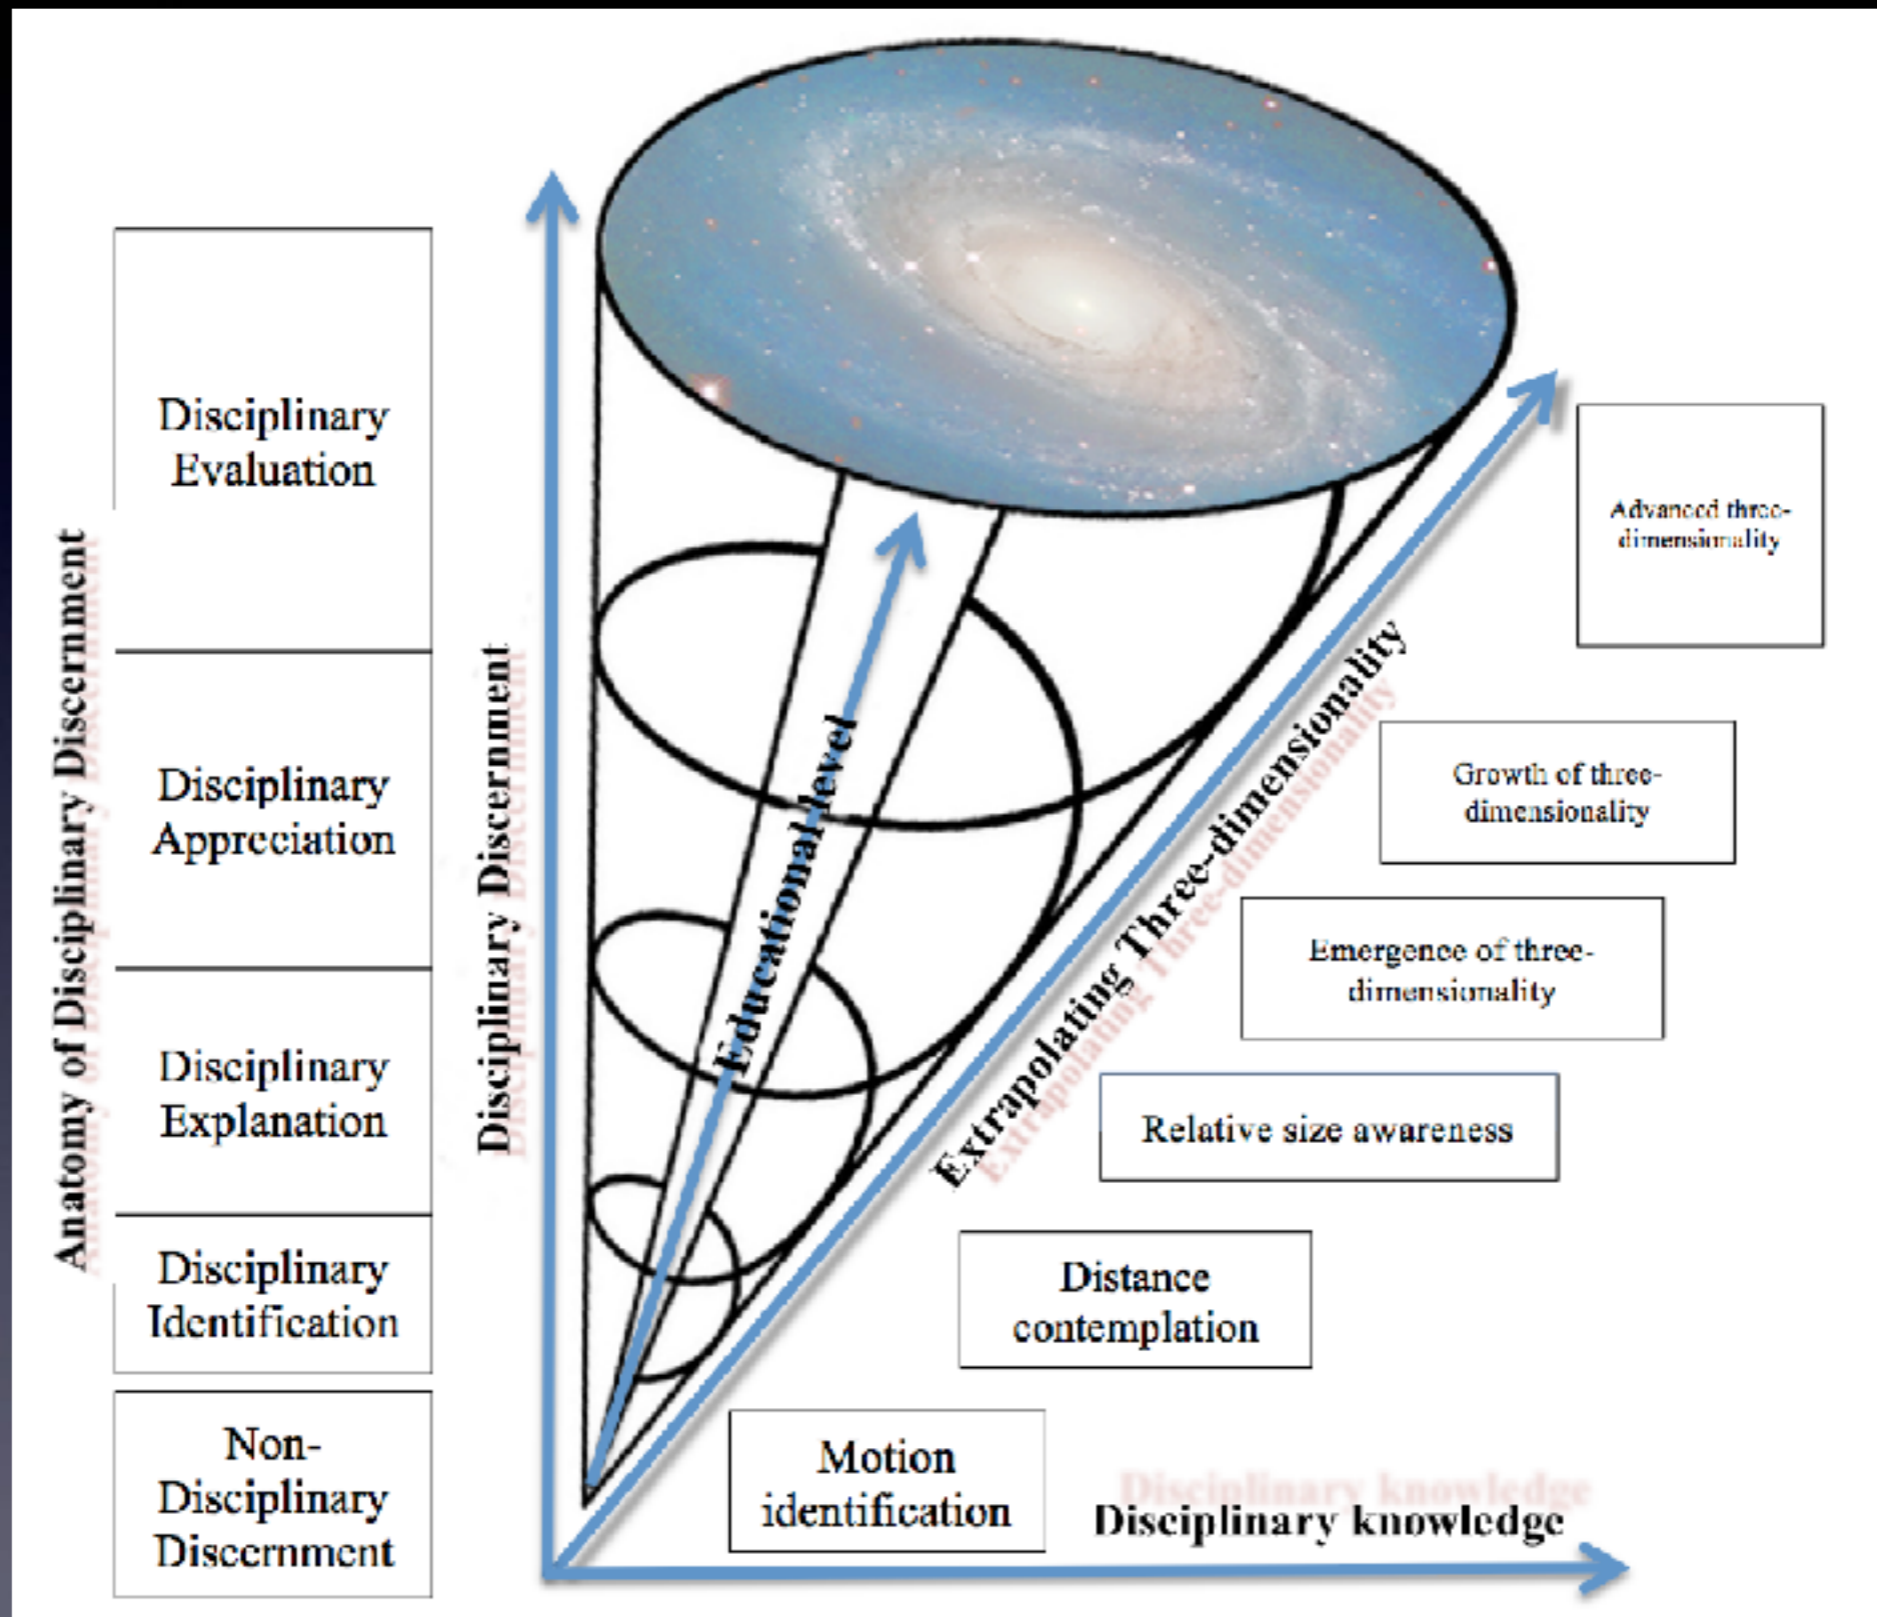 Anatomy of Disciplinary Discernment
Disciplinary
Evaluation
Disciplinary
Appreciation
Disciplinary
Explanation
Disciplinary
Identification
Non-
Disciplinary
Discernment
Disciplinary Discernment
Educational level
Extrapolating Three-dimensionality
Advanced three-
dimensionality
Growth of three-
dimensionality
Emergence of three-
dimensionality
Relative size awareness
Distance
contemplation
Motion
identification
Disciplinary knowledge